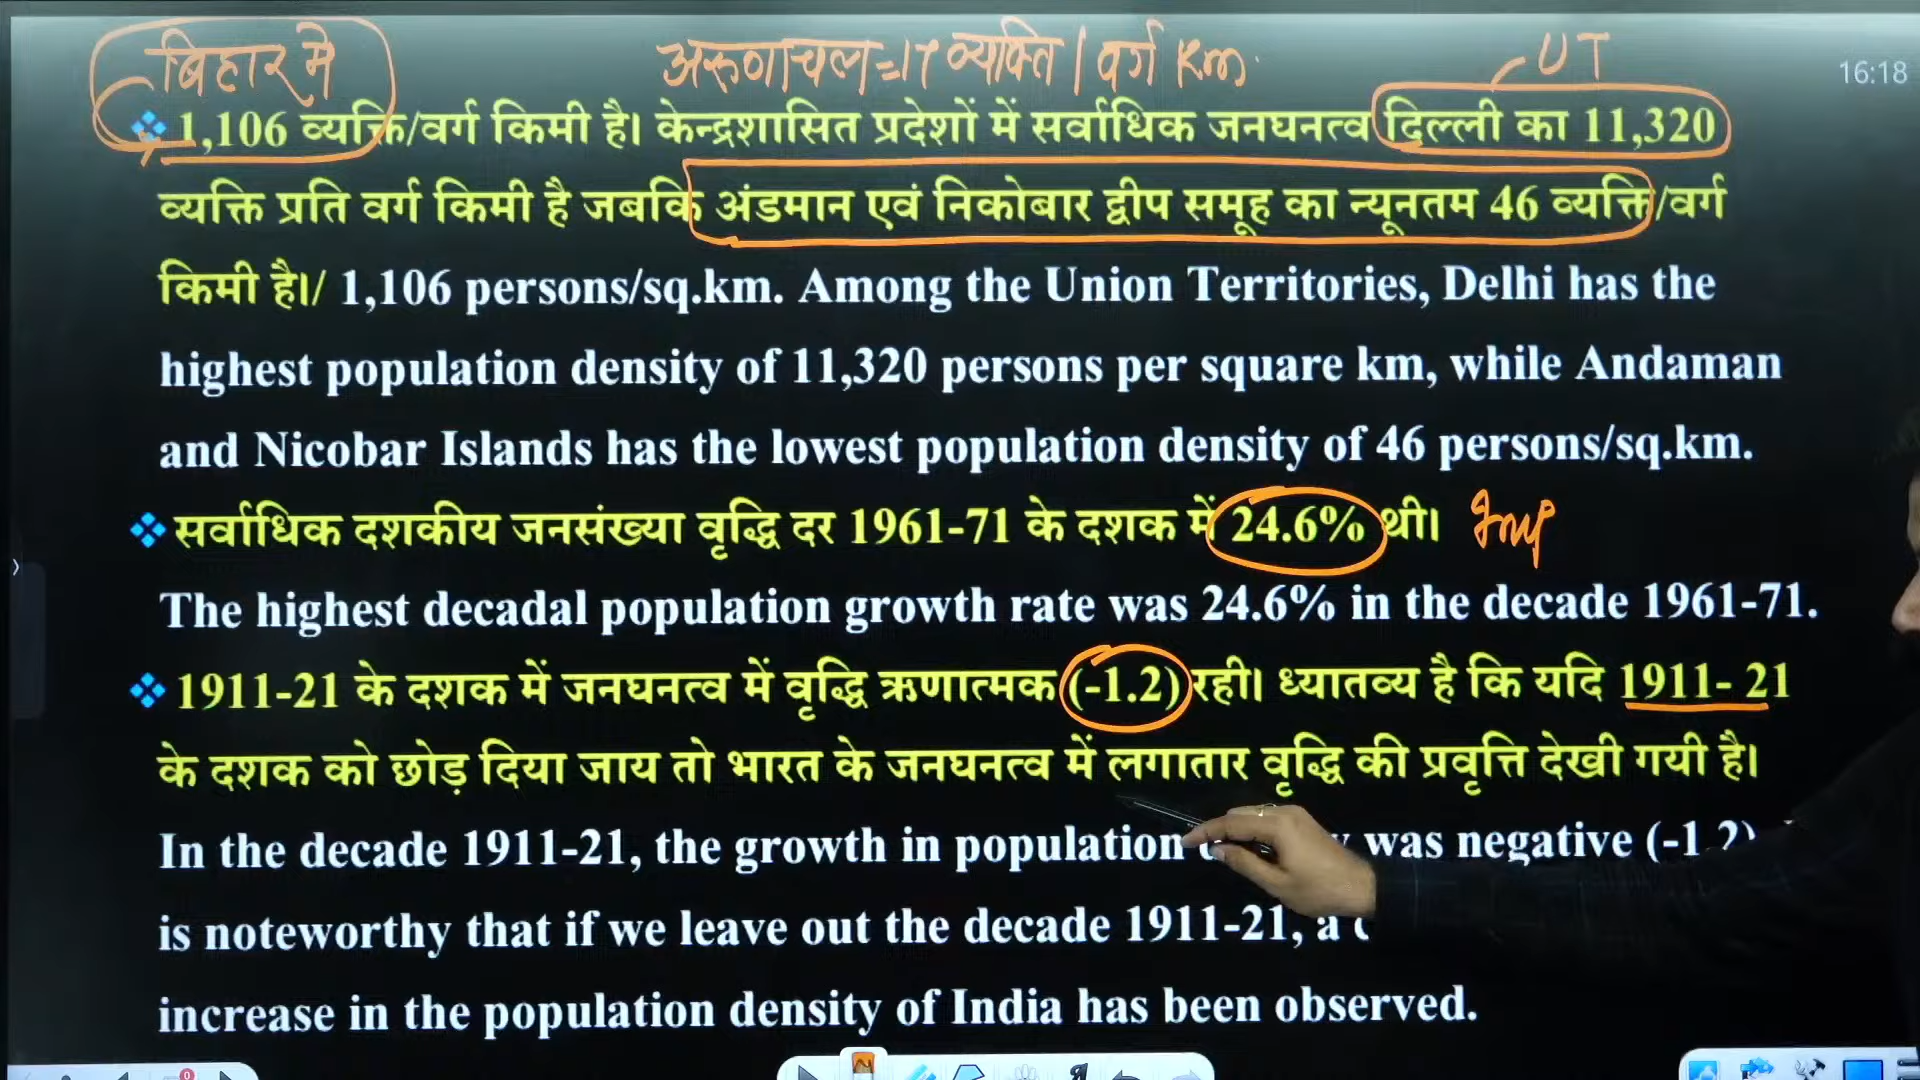 बिहार मे
अरुणाचल = 17 व्यक्ति / वर्ग Km.
UT
16:18
❖ 1,106 व्यक्ति/वर्ग किमी है। केन्द्रशासित प्रदेशों में सर्वाधिक जनघनत्व दिल्ली का 11,320
व्यक्ति प्रति वर्ग किमी है जबकि अंडमान एवं निकोबार द्वीप समूह का न्यूनतम 46 व्यक्ति/वर्ग
किमी है।/ 1,106 persons/sq.km. Among the Union Territories, Delhi has the
highest population density of 11,320 persons per square km, while Andaman
and Nicobar Islands has the lowest population density of 46 persons/sq.km.
❖ सर्वाधिक दशकीय जनसंख्या वृद्धि दर 1961-71 के दशक में 24.6% थी। Imp
The highest decadal population growth rate was 24.6% in the decade 1961-71.
❖ 1911-21 के दशक में जनघनत्व में वृद्धि ऋणात्मक (-1.2) रही। ध्यातव्य है कि यदि 1911- 21
के दशक को छोड़ दिया जाय तो भारत के जनघनत्व में लगातार वृद्धि की प्रवृत्ति देखी गयी है।
In the decade 1911-21, the growth in population was negative (-1.2)
is noteworthy that if we leave out the decade 1911-21, a
increase in the population density of India has been observed.